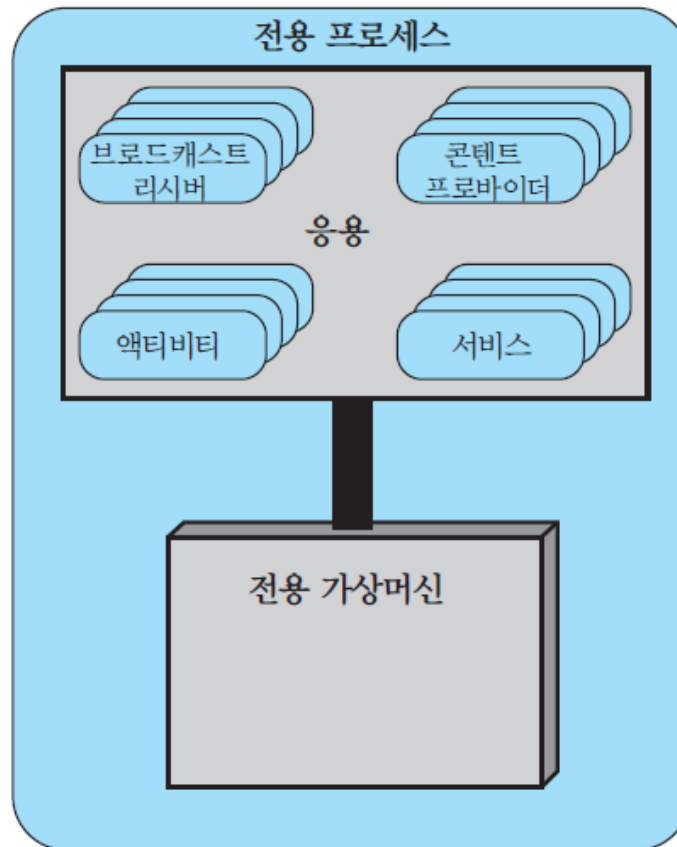 전용 프로세스
브로드캐스트
리시버
콘텐트
프로바이더
응용
액티비티
서비스
전용 가상머신